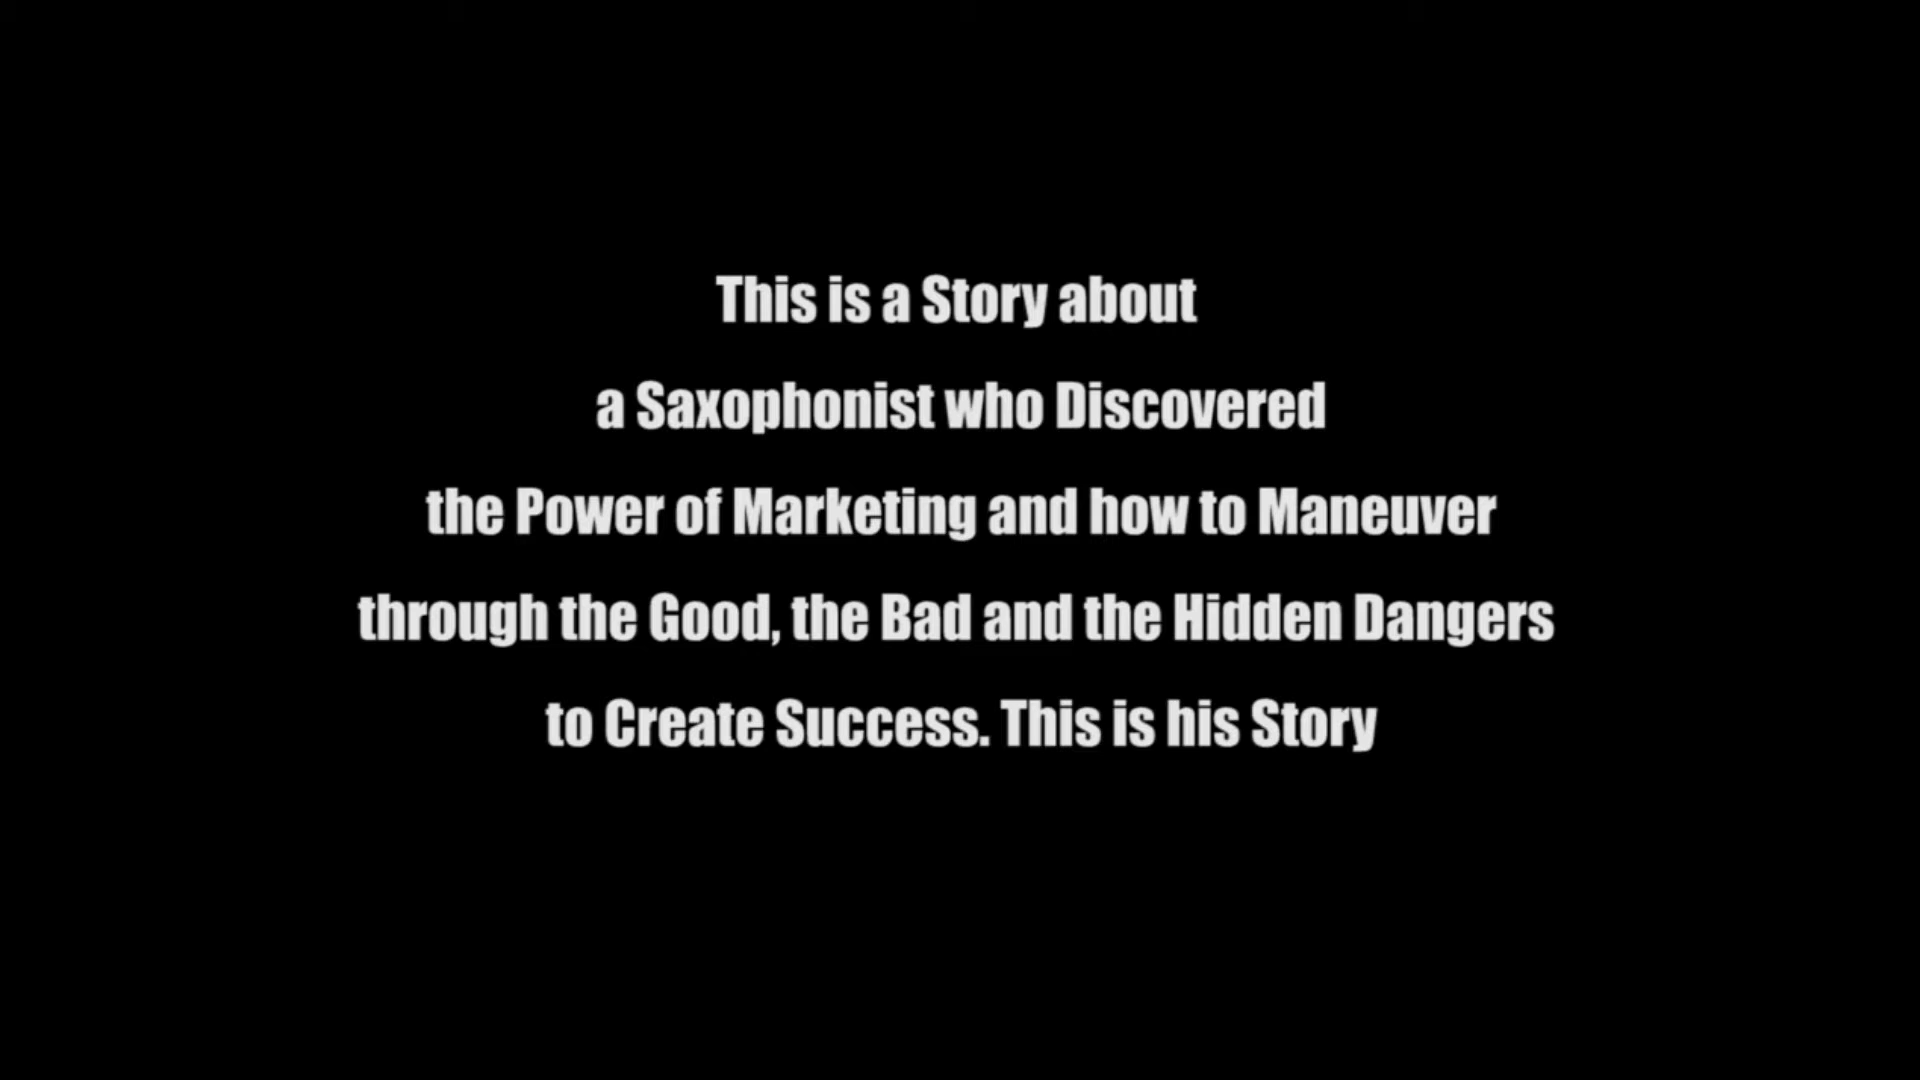 This is a Story about
a Saxophonist who Discovered
the Power of Marketing and how to Maneuver
through the Good, the Bad and the Hidden Dangers
to Create Success. This is his Story